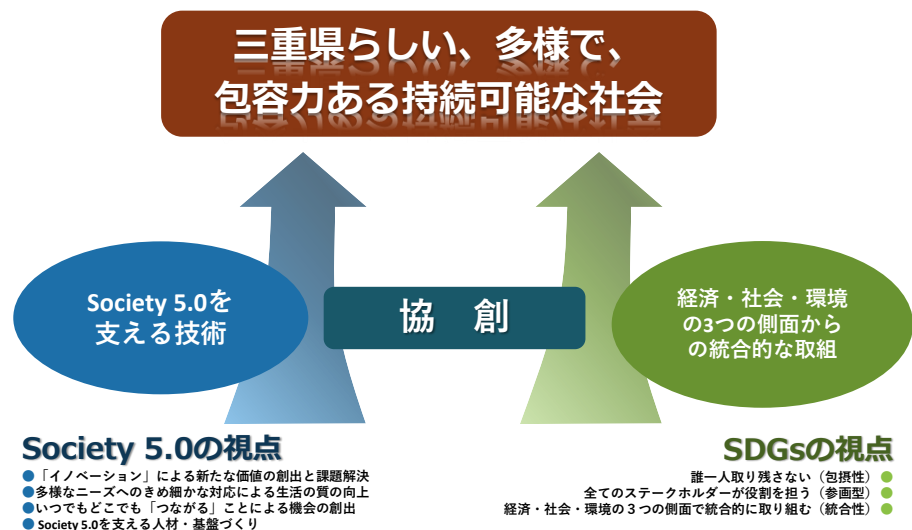 三重県らしい、多様で、
包容力ある持続可能な社会
Society 5.0を
支える技術
協　創
経済・社会・環境
の3つの側面から
の統合的な取組
Society 5.0の視点
●「イノベーション」による新たな価値の創出と課題解決
●多様なニーズへのきめ細かな対応による生活の質の向上
●いつでもどこでも「つながる」ことによる機会の創出
●Society 5.0を支える人材・基盤づくり
SDGsの視点
誰一人取り残さない（包摂性）●
全てのステークホルダーが役割を担う（参画型）●
経済・社会・環境の３つの側面で統合的に取り組む（統合性）●